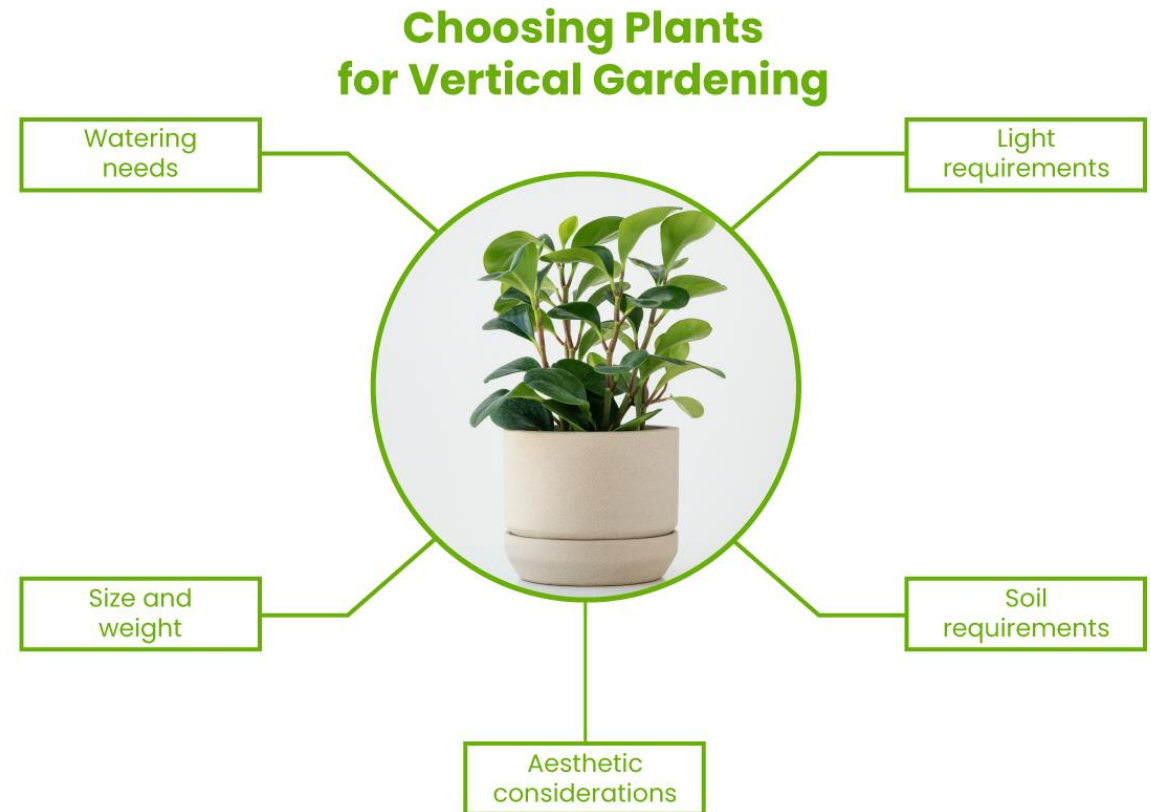 Choosing Plants
for Vertical Gardening
Watering
needs
Light
requirements
Size and
weight
Soil
requirements
Aesthetic
considerations